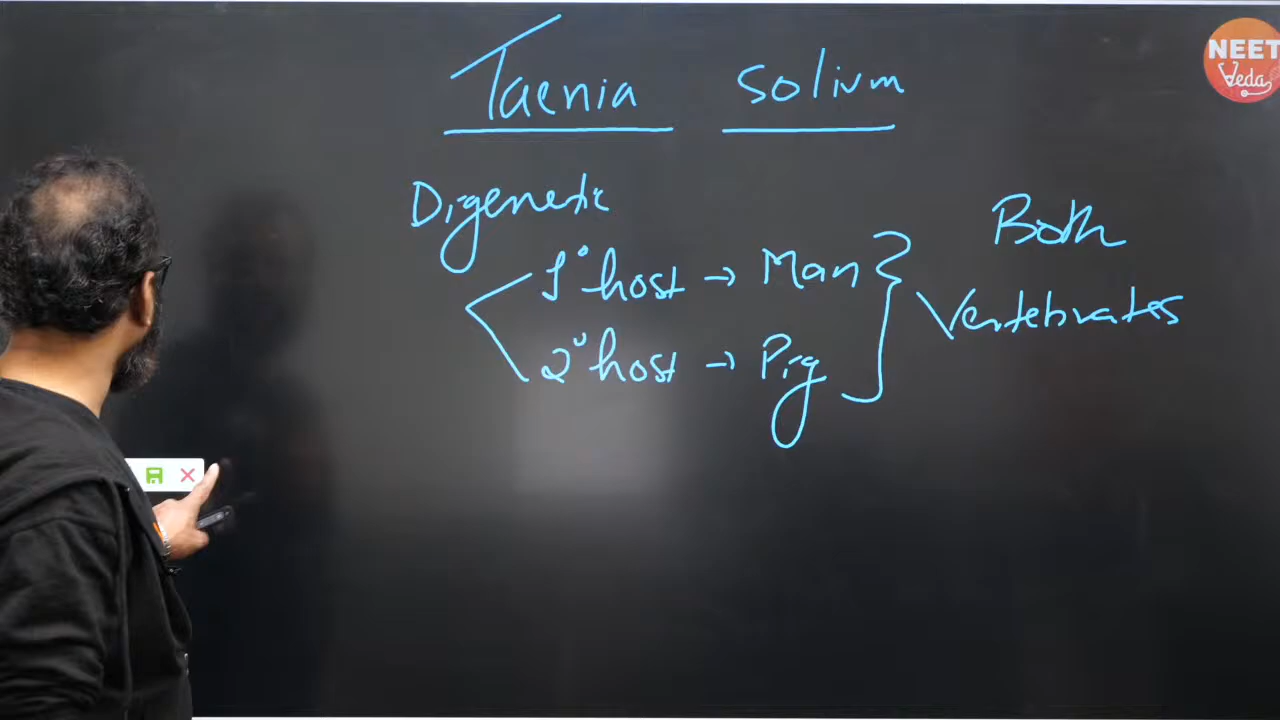 NEET
Veda
Taenia solium
Digenetic
1° host → Man
2° host → Pig
Both
Vertebrates